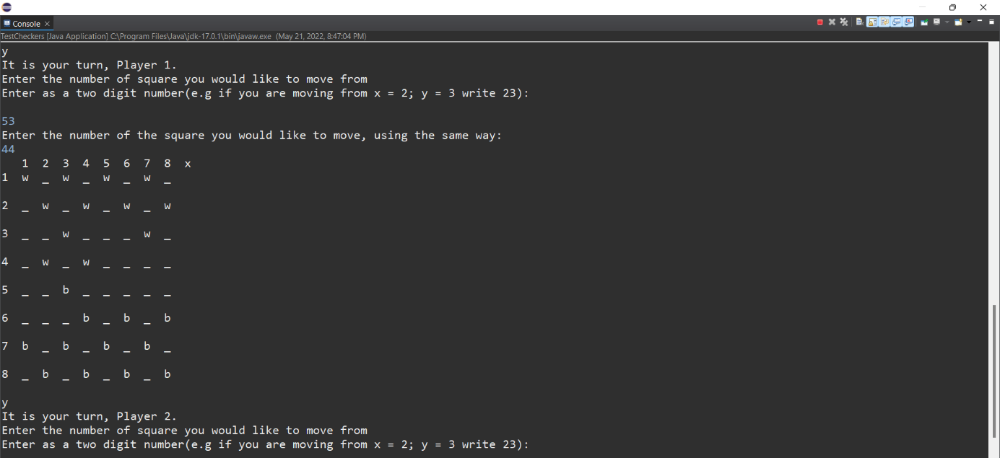 Console
TestCheckers [Java Application] C:\Program Files\Java\jdk-17.0.1\bin\javaw.exe (May 21, 2022, 8:47:04 PM)
y
It is your turn, Player 1.
Enter the number of square you would like to move from
Enter as a two digit number(e.g if you are moving from x = 2; y = 3 write 23):
53
Enter the number of the square you would like to move, using the same way:
44
1 2 3 4 5 6 7 8 x
1 w _ w _ w _ w _
2 _ w _ w _ w _ w
3 _ _ w _ _ _ w _
4 _ w _ w _ _ _ _
5 _ _ b _ _ _ _ _
6 _ _ _ b _ b _ b
7 b _ b _ b _ b _
8 _ b _ b _ b _ b
y
It is your turn, Player 2.
Enter the number of square you would like to move from
Enter as a two digit number(e.g if you are moving from x = 2; y = 3 write 23):